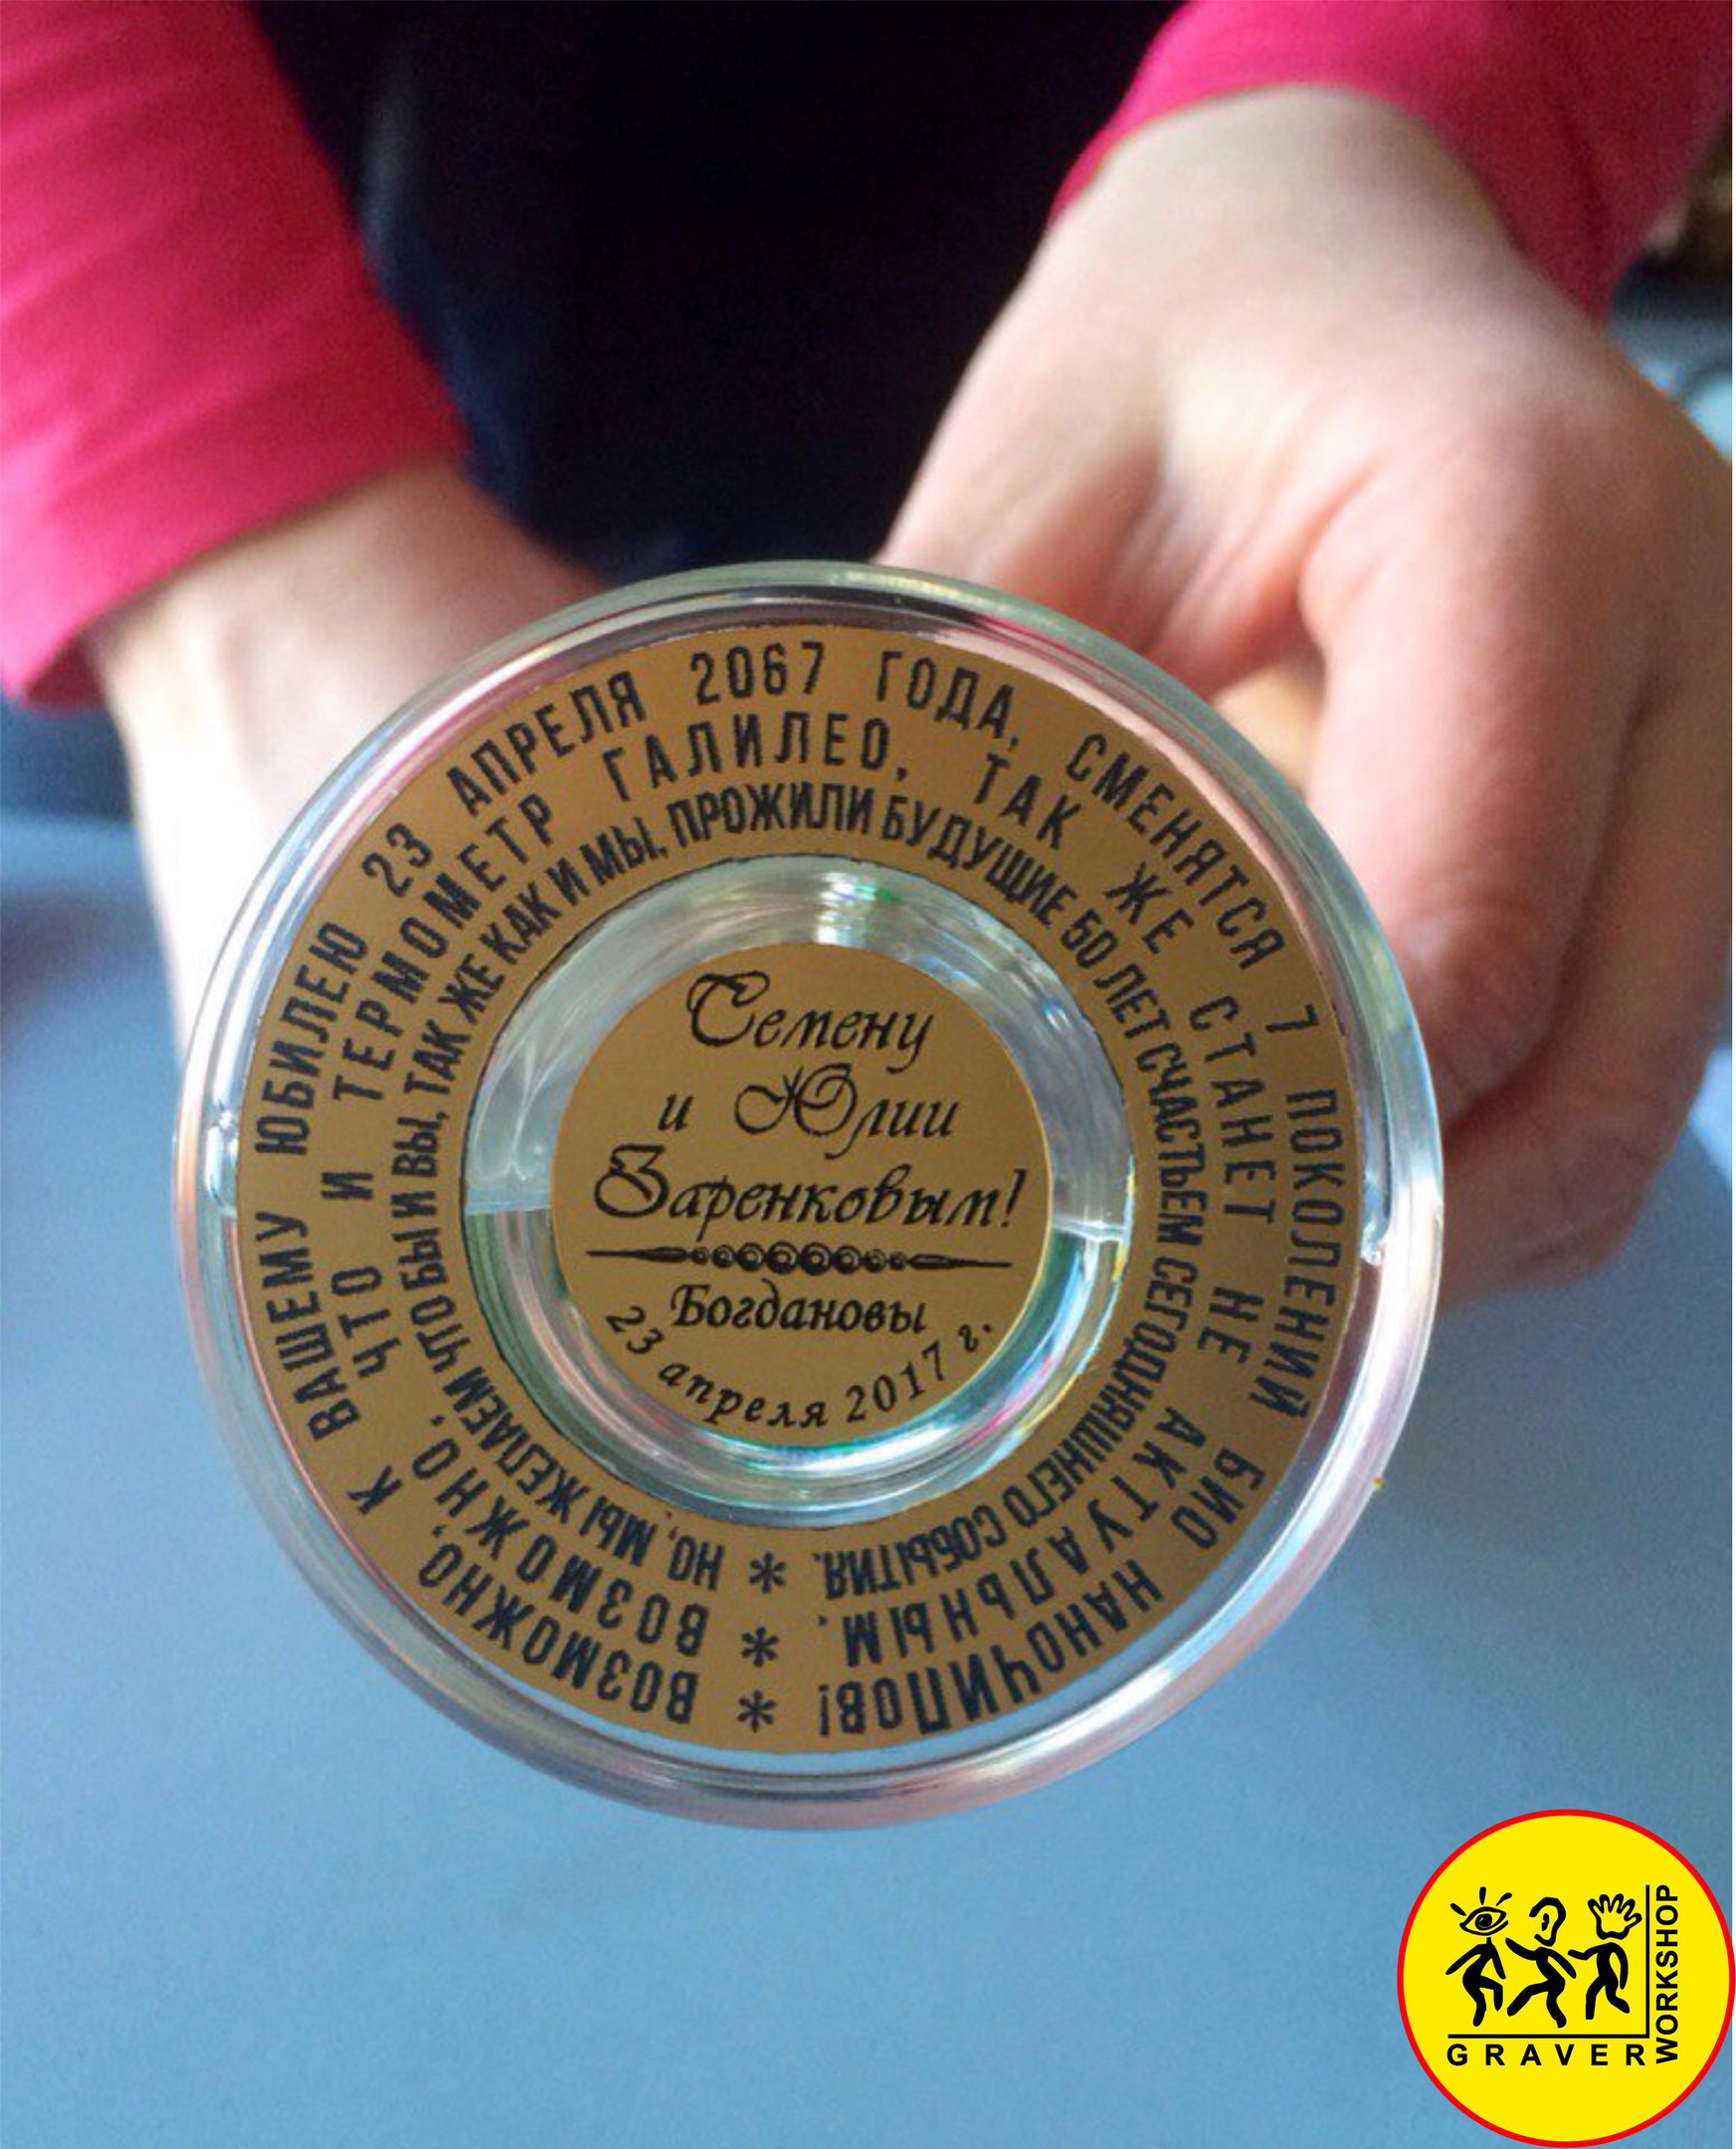 * ВОЗМОЖНО, К ВАШЕМУ ЮБИЛЕЮ 23 АПРЕЛЯ 2067 ГОДА, СМЕНЯТСЯ 7 ПОКОЛЕНИЙ БИО НАНОЧИПОВ!
* ВОЗМОЖНО, ЧТО И ТЕРМОМЕТР ГАЛИЛЕО, ТАК ЖЕ СТАНЕТ НЕ АКТУАЛЬНЫМ.
* НО, МЫ ЖЕЛАЕМ ЧТО БЫ И ВЫ, ТАК ЖЕ КАК И МЫ, ПРОЖИЛИ БУДУЩИЕ 50 ЛЕТ СЧАСТЬЕМ СЕГОДНЯШНЕГО СОБЫТИЯ.
Семену
и Юлии
Заренковым!
Богдановы
23 апреля 2017 г.
GRAVER
WORKSHOP